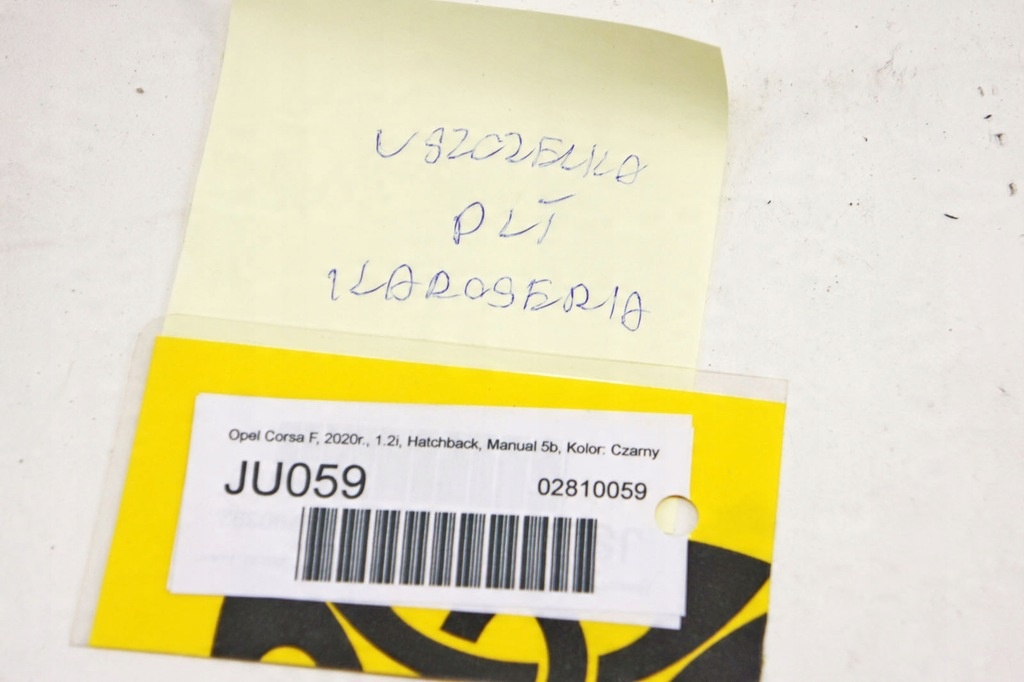 USZCZELKA
PLT
KAROSERIA
Opel Corsa F, 2020r., 1.2i, Hatchback, Manual 5b, Kolor: Czarny
JU059
02810059